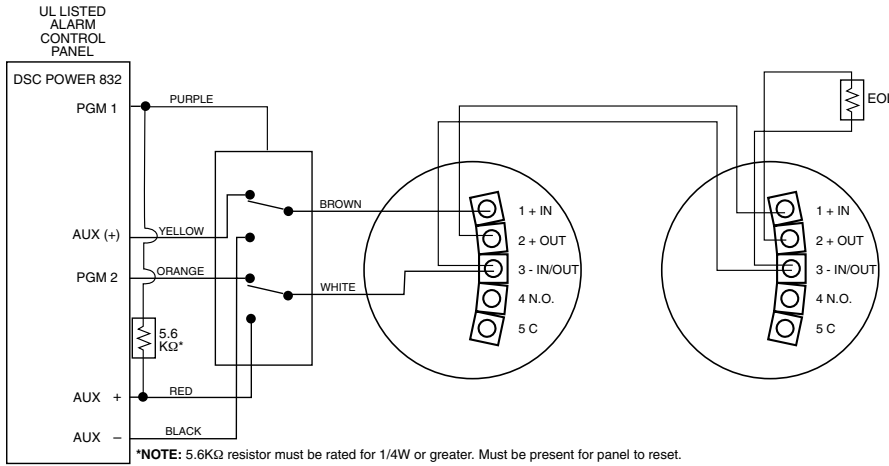 UL LISTED
ALARM
CONTROL
PANEL
DSC POWER 832
PGM 1
PURPLE
AUX (+)
YELLOW
PGM 2
ORANGE
5.6
KΩ*
AUX +
RED
AUX –
BLACK
BROWN
WHITE
1 + IN
2 + OUT
3 - IN/OUT
4 N.O.
5 C
1 + IN
2 + OUT
3 - IN/OUT
4 N.O.
5 C
EOL
*NOTE: 5.6KΩ resistor must be rated for 1/4W or greater. Must be present for panel to reset.